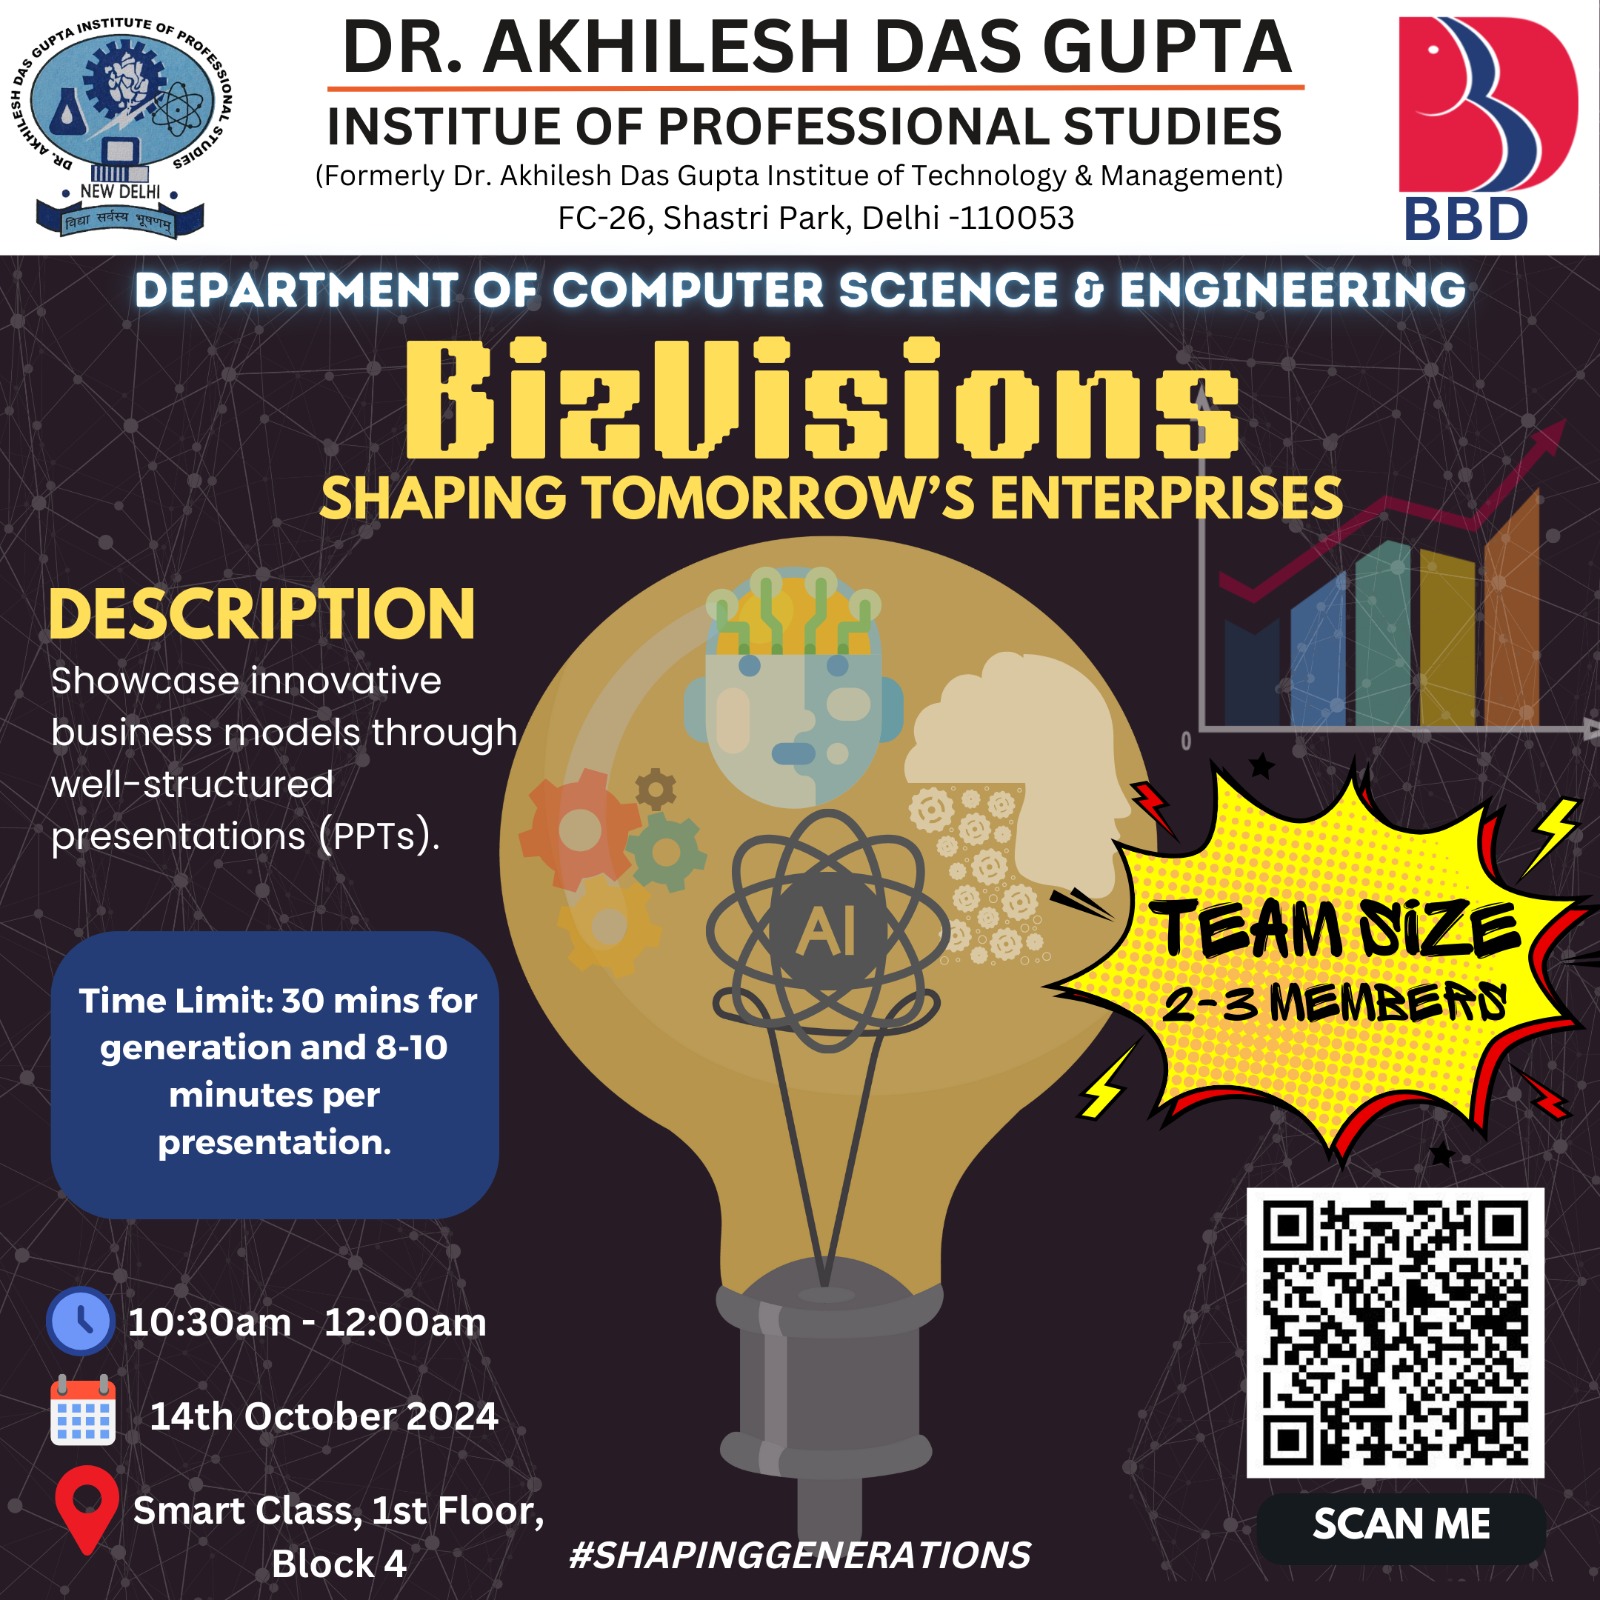 DR. AKHILESH DAS GUPTA INSTITUTE OF PROFESSIONAL STUDIES
NEW DELHI
विद्या सर्वस्य भूषणम्
DR. AKHILESH DAS GUPTA
INSTITUE OF PROFESSIONAL STUDIES
(Formerly Dr. Akhilesh Das Gupta Institue of Technology & Management)
FC-26, Shastri Park, Delhi -110053
BBD
DEPARTMENT OF COMPUTER SCIENCE & ENGINEERING
BizVisions
SHAPING TOMORROW'S ENTERPRISES
DESCRIPTION
Showcase innovative
business models through
well-structured
presentations (PPTs).
0
AI
TEAM SiZE
2-3 MEMBERS
Time Limit: 30 mins for
generation and 8-10
minutes per
presentation.
10:30am - 12:00am
14th October 2024
Smart Class, 1st Floor,
Block 4
#SHAPINGGENERATIONS
SCAN ME